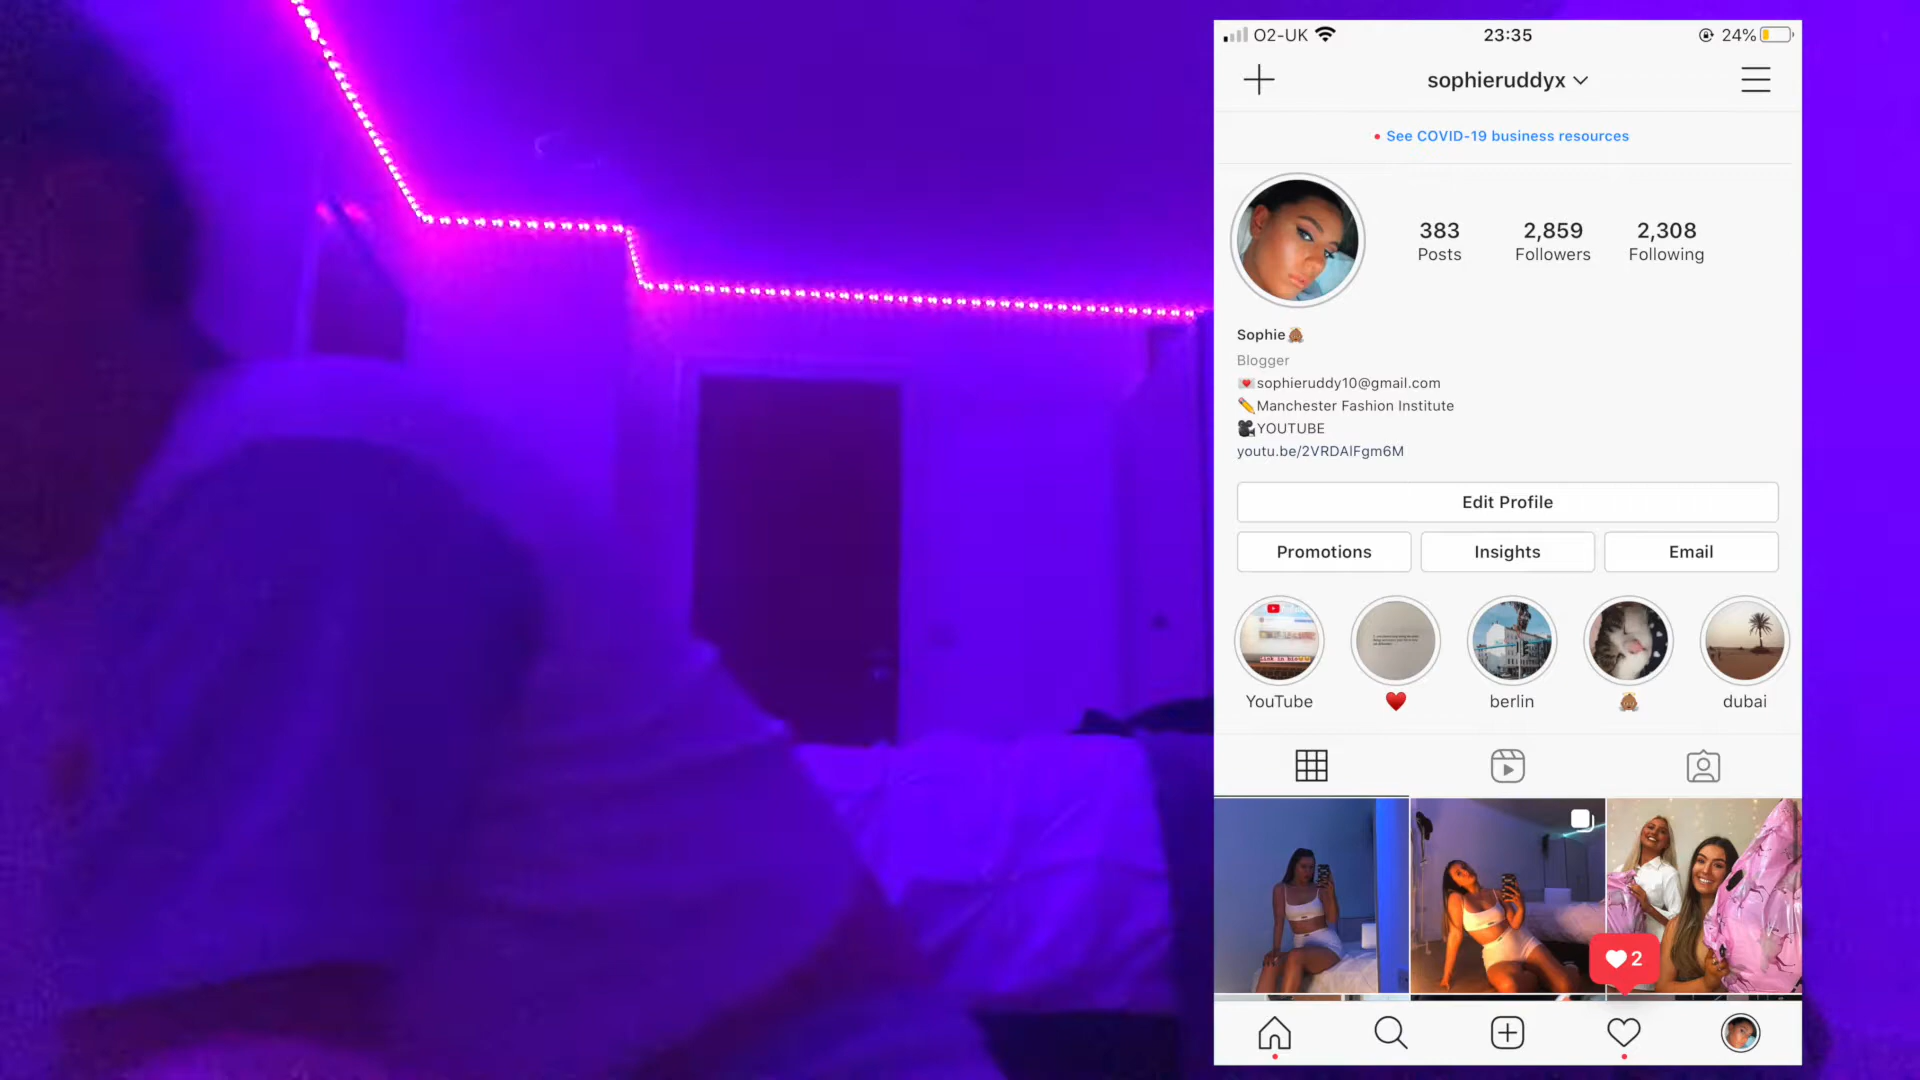 O2-UK 23:35 24%
sophieruddyx
See COVID-19 business resources
383 2,859 2,308
Posts Followers Following
Sophie
Blogger
sophieruddy10@gmail.com
Manchester Fashion Institute
YOUTUBE
youtu.be/2VRDAlFgm6M
Edit Profile
Promotions Insights Email
YouTube berlin dubai
2